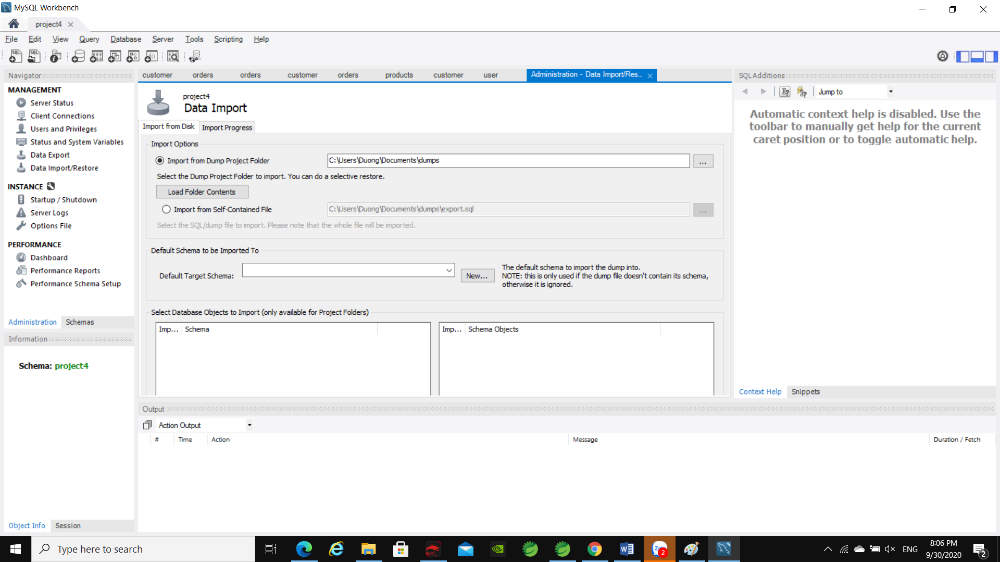 MySQL Workbench
project4
File Edit View Query Database Server Tools Scripting Help
Navigator
MANAGEMENT
Server Status
Client Connections
Users and Privileges
Status and System Variables
Data Export
Data Import/Restore
INSTANCE
Startup / Shutdown
Server Logs
Options File
PERFORMANCE
Dashboard
Performance Reports
Performance Schema Setup
Administration Schemas
Information
Schema: project4
Object Info Session
customer orders orders customer orders products customer user Administration - Data Import/Res...
project4
Data Import
Import from Disk Import Progress
Import Options
Import from Dump Project Folder C:\Users\Duong\Documents\dumps ...
Select the Dump Project Folder to import. You can do a selective restore.
Load Folder Contents
Import from Self-Contained File C:\Users\Duong\Documents\dumps\export.sql ...
Select the SQL/dump file to import. Please note that the whole file will be imported.
Default Schema to be Imported To
Default Target Schema: New...
The default schema to import the dump into.
NOTE: this is only used if the dump file doesn't contain its schema,
otherwise it is ignored.
Select Database Objects to Import (only available for Project Folders)
Imp... Schema
Imp... Schema Objects
SQLAdditions
Jump to
Automatic context help is disabled. Use the
toolbar to manually get help for the current
caret position or to toggle automatic help.
Context Help Snippets
Output
Action Output
# Time Action Message Duration / Fetch
Type here to search
2
ENG
8:06 PM
9/30/2020
2